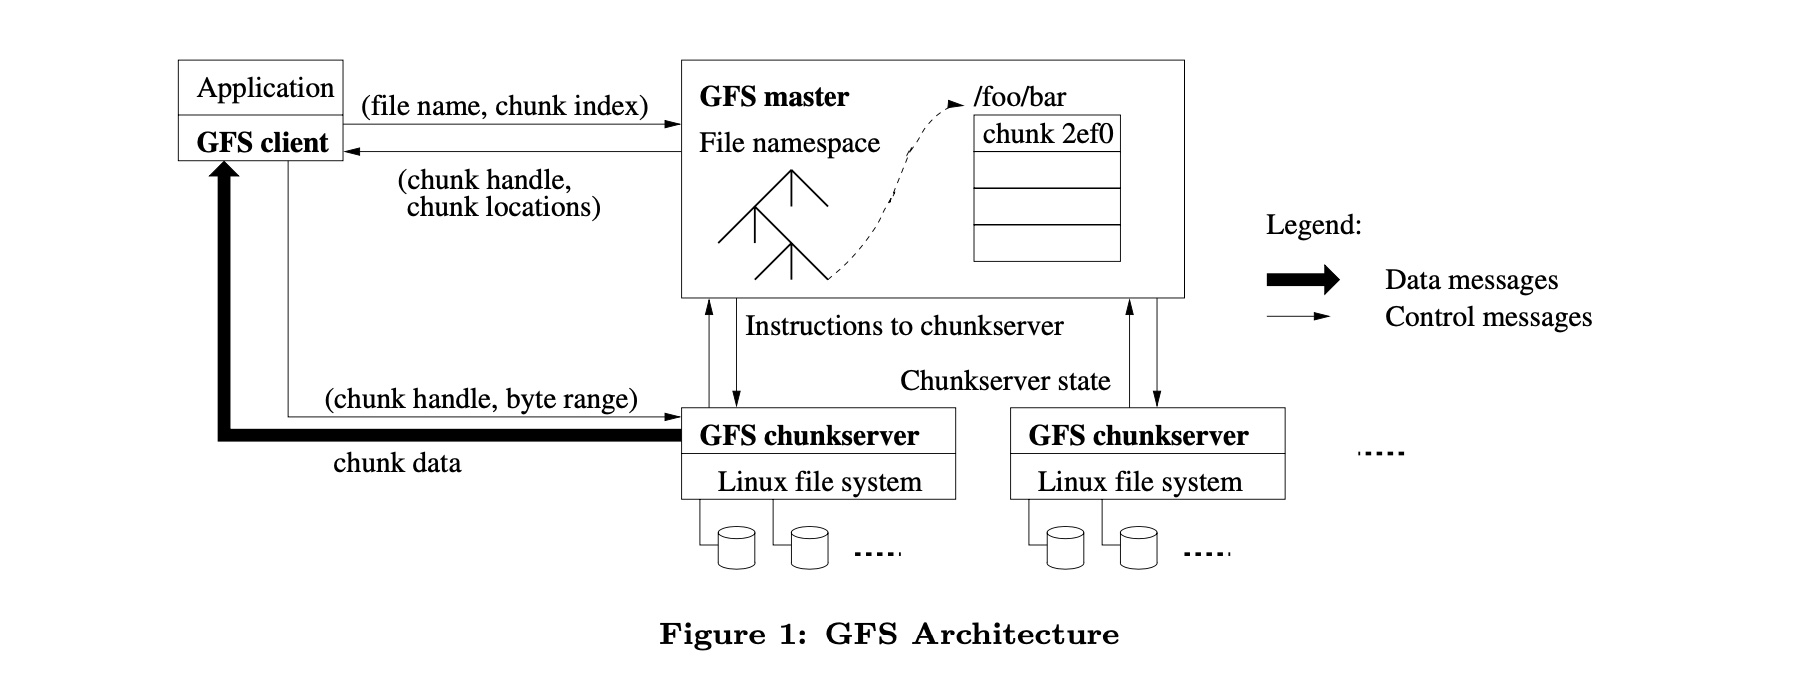 Application
GFS client
(file name, chunk index)
(chunk handle,
chunk locations)
GFS master
File namespace
/foo/bar
chunk 2ef0
Legend:
Data messages
Control messages
Instructions to chunkserver
Chunkserver state
(chunk handle, byte range)
chunk data
GFS chunkserver
Linux file system
GFS chunkserver
Linux file system
Figure 1: GFS Architecture